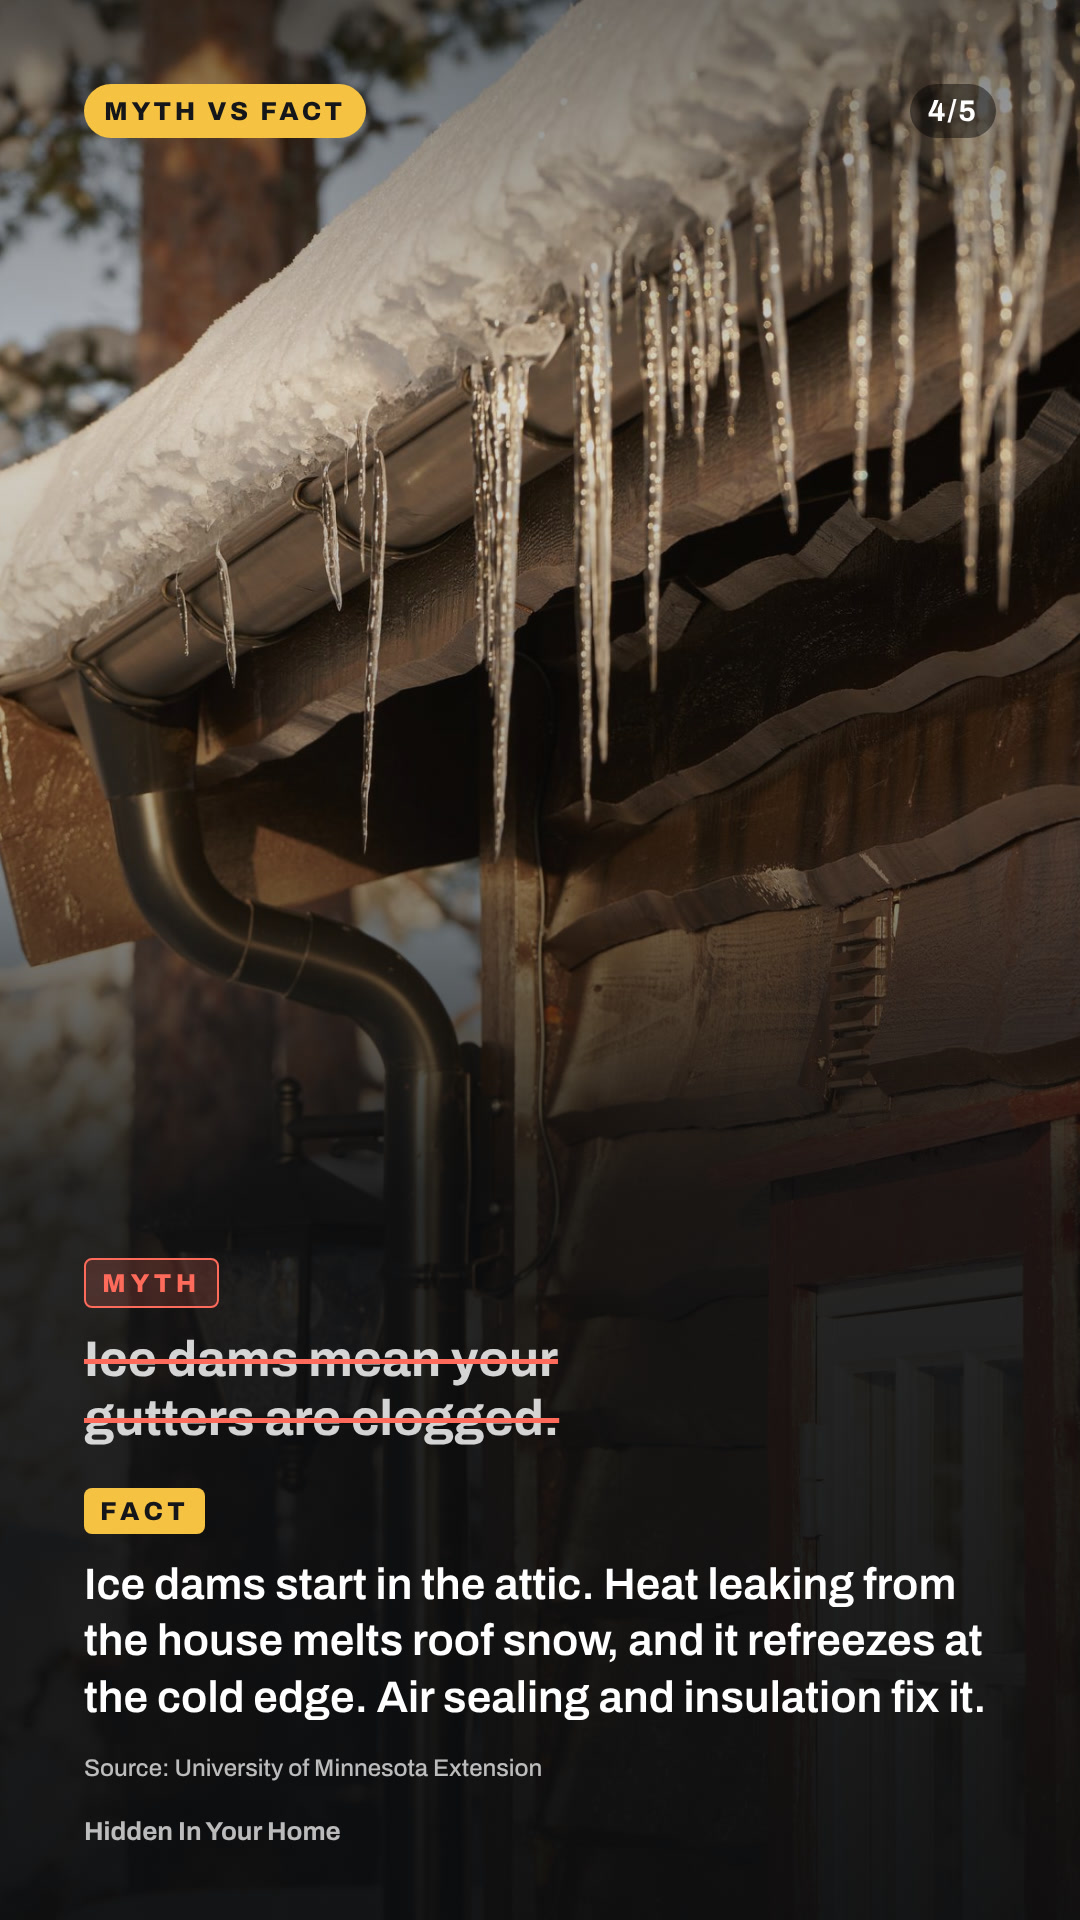 MYTH VS FACT
4/5
MYTH
Ice dams mean your
gutters are clogged.
FACT
Ice dams start in the attic. Heat leaking from
the house melts roof snow, and it refreezes at
the cold edge. Air sealing and insulation fix it.
Source: University of Minnesota Extension
Hidden In Your Home